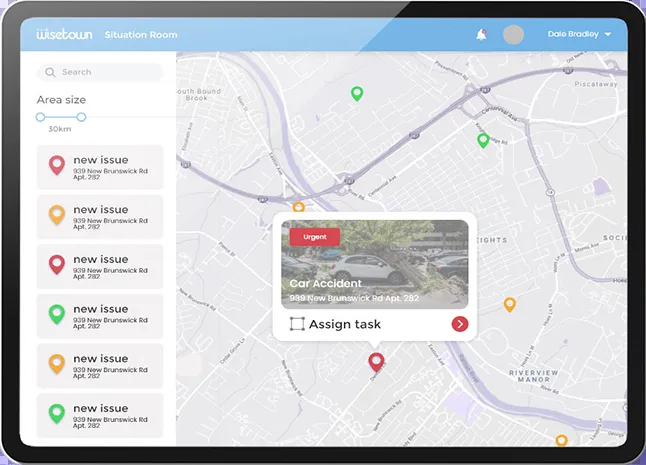 wisetown
Situation Room
Dale Bradley
Search
Area size
30km
new issue
939 New Brunswick Rd
Apt. 282
new issue
939 New Brunswick Rd
Apt. 282
new issue
939 New Brunswick Rd
Apt. 282
new issue
939 New Brunswick Rd
Apt. 282
new issue
939 New Brunswick Rd
Apt. 282
new issue
939 New Brunswick Rd
Apt. 282
South Bound
Brook
Piscataway
Urgent
Car Accident
939 New Brunswick Rd Apt. 282
Assign task
HEIGHTS
RIVERVIEW
MANOR